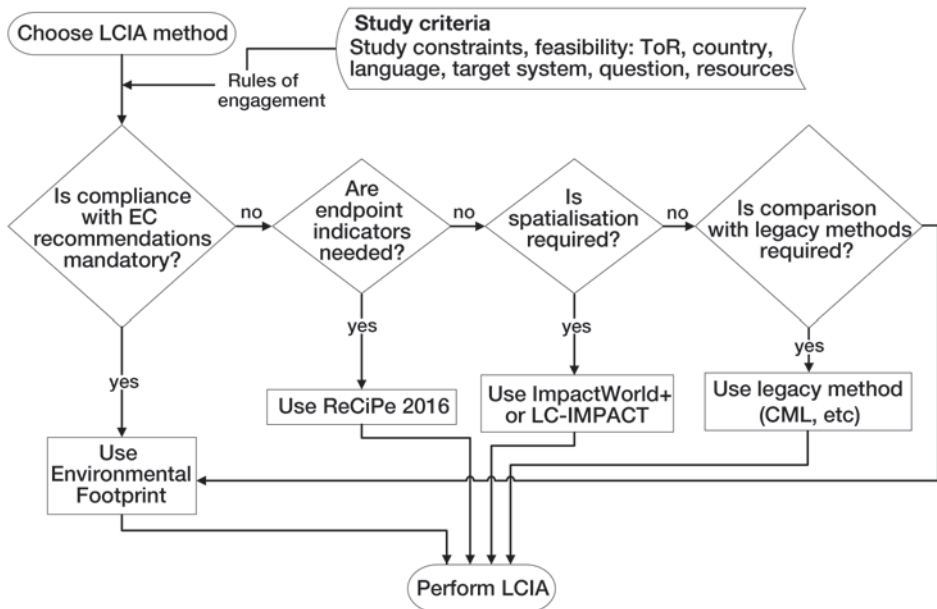 Choose LCIA method
Study criteria
Study constraints, feasibility: ToR, country,
language, target system, question, resources
Rules of
engagement
Is compliance
with EC
recommendations
mandatory?
no
Are
endpoint
indicators
needed?
no
Is
spatialisation
required?
no
Is comparison
with legacy methods
required?
yes
yes
yes
yes
Use ReCiPe 2016
Use ImpactWorld+
or LC-IMPACT
Use legacy method
(CML, etc)
Use
Environmental
Footprint
Perform LCIA